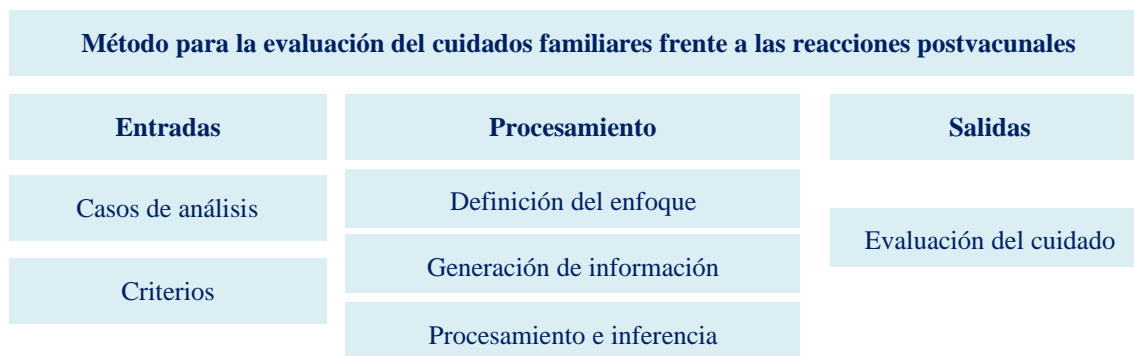 Método para la evaluación del cuidados familiares frente a las reacciones postvacunales
Entradas
Procesamiento
Salidas
Casos de análisis
Criterios
Definición del enfoque
Generación de información
Procesamiento e inferencia
Evaluación del cuidado